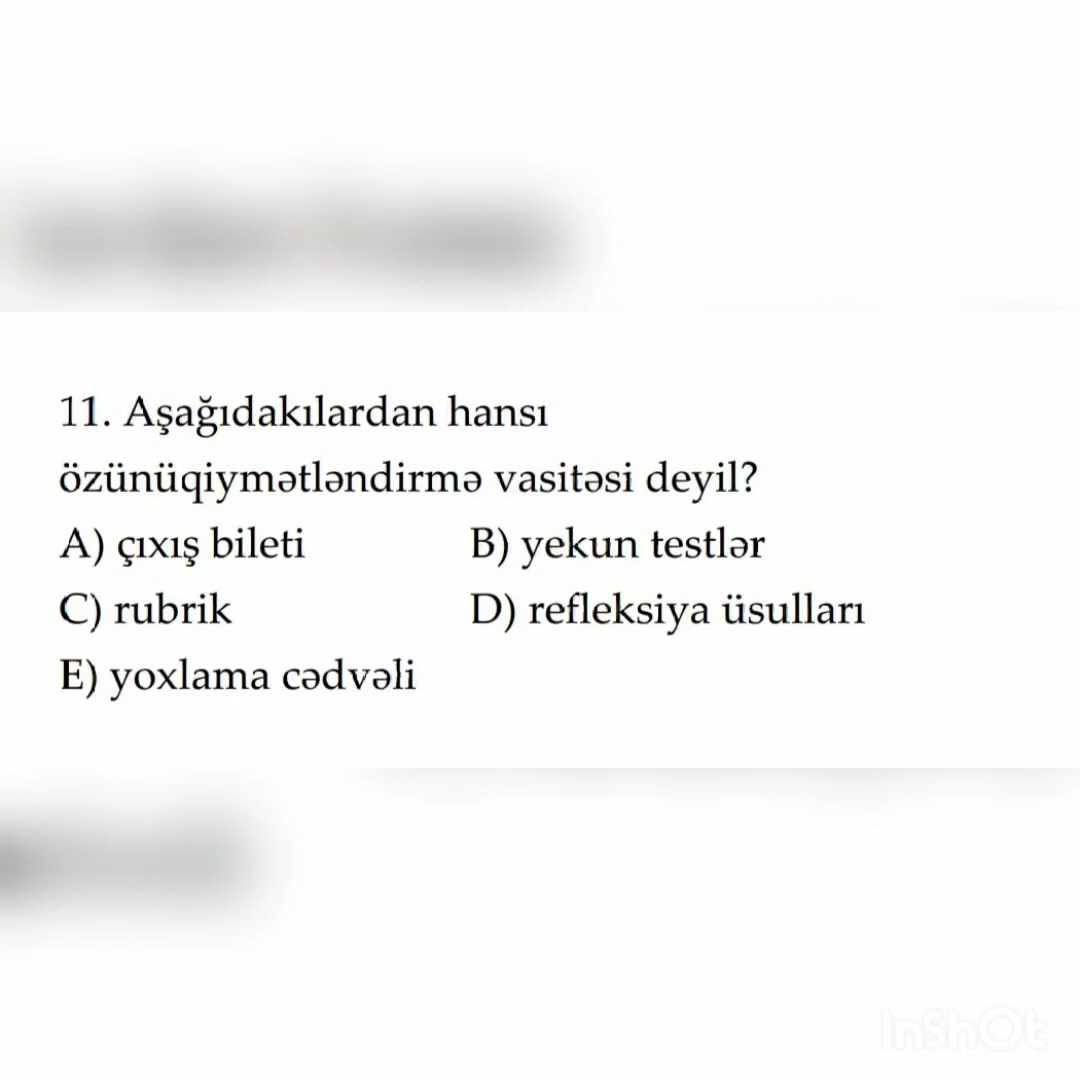 11. Aşağıdakılardan hansı
özünüqiymətləndirmə vasitəsi deyil?
A) çıxış bileti B) yekun testlər
C) rubrik D) refleksiya üsulları
E) yoxlama cədvəli
InShOt